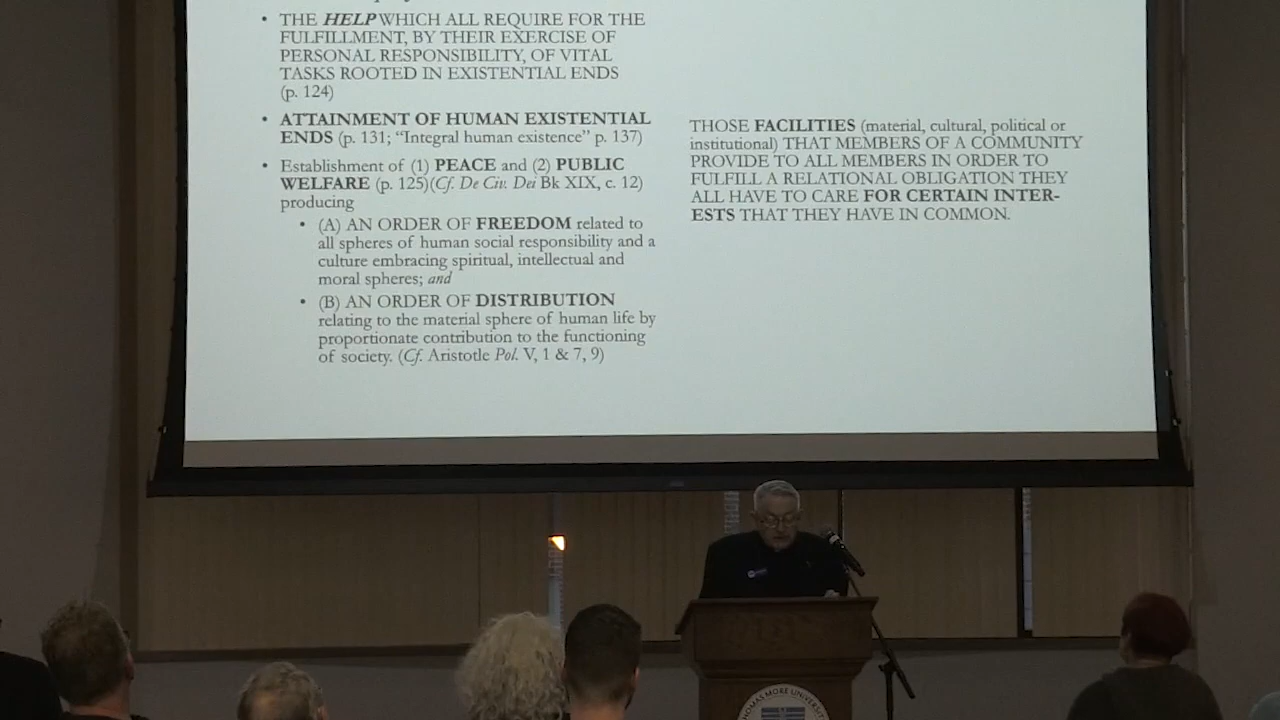 • THE HELP WHICH ALL REQUIRE FOR THE
FULFILLMENT, BY THEIR EXERCISE OF
PERSONAL RESPONSIBILITY, OF VITAL
TASKS ROOTED IN EXISTENTIAL ENDS
(p. 124)
• ATTAINMENT OF HUMAN EXISTENTIAL
ENDS (p. 131; “Integral human existence” p. 137)
• Establishment of (1) PEACE and (2) PUBLIC
WELFARE (p. 125)(Cf. De Civ. Dei Bk XIX, c. 12)
producing
• (A) AN ORDER OF FREEDOM related to
all spheres of human social responsibility and a
culture embracing spiritual, intellectual and
moral spheres; and
• (B) AN ORDER OF DISTRIBUTION
relating to the material sphere of human life by
proportionate contribution to the functioning
of society. (Cf. Aristotle Pol. V, 1 & 7, 9)
THOSE FACILITIES (material, cultural, political or
institutional) THAT MEMBERS OF A COMMUNITY
PROVIDE TO ALL MEMBERS IN ORDER TO
FULFILL A RELATIONAL OBLIGATION THEY
ALL HAVE TO CARE FOR CERTAIN INTER-
ESTS THAT THEY HAVE IN COMMON.
THOMAS MORE UNIVERSITY